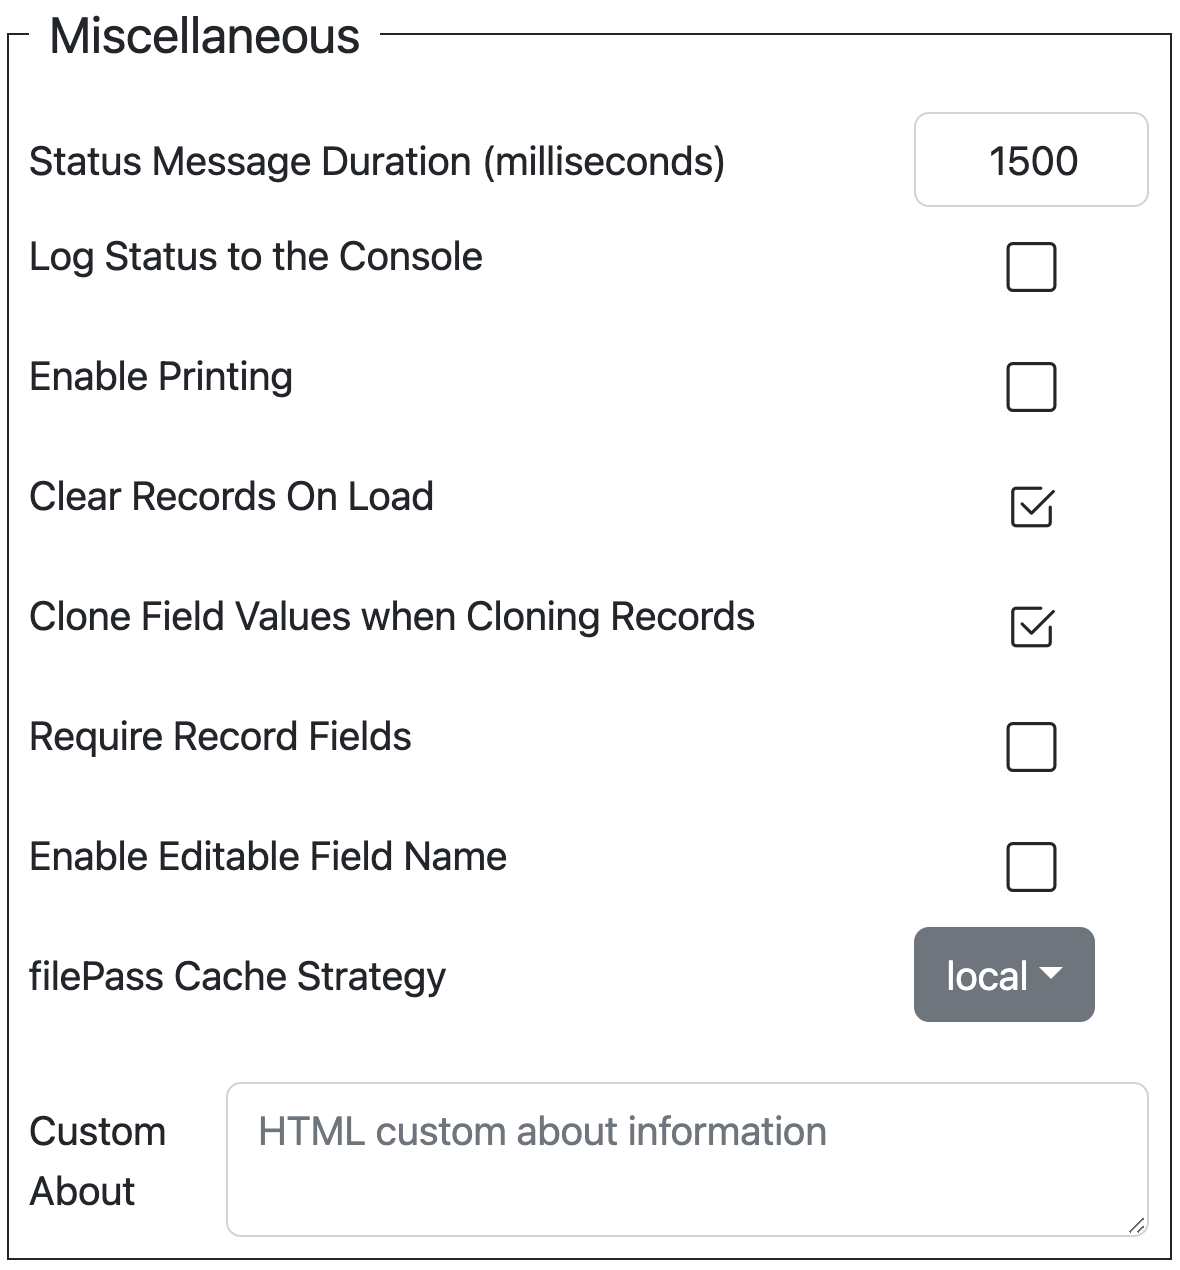 Miscellaneous
Status Message Duration (milliseconds) 1500
Log Status to the Console
Enable Printing
Clear Records On Load
Clone Field Values when Cloning Records
Require Record Fields
Enable Editable Field Name
filePass Cache Strategy local
Custom About
HTML custom about information